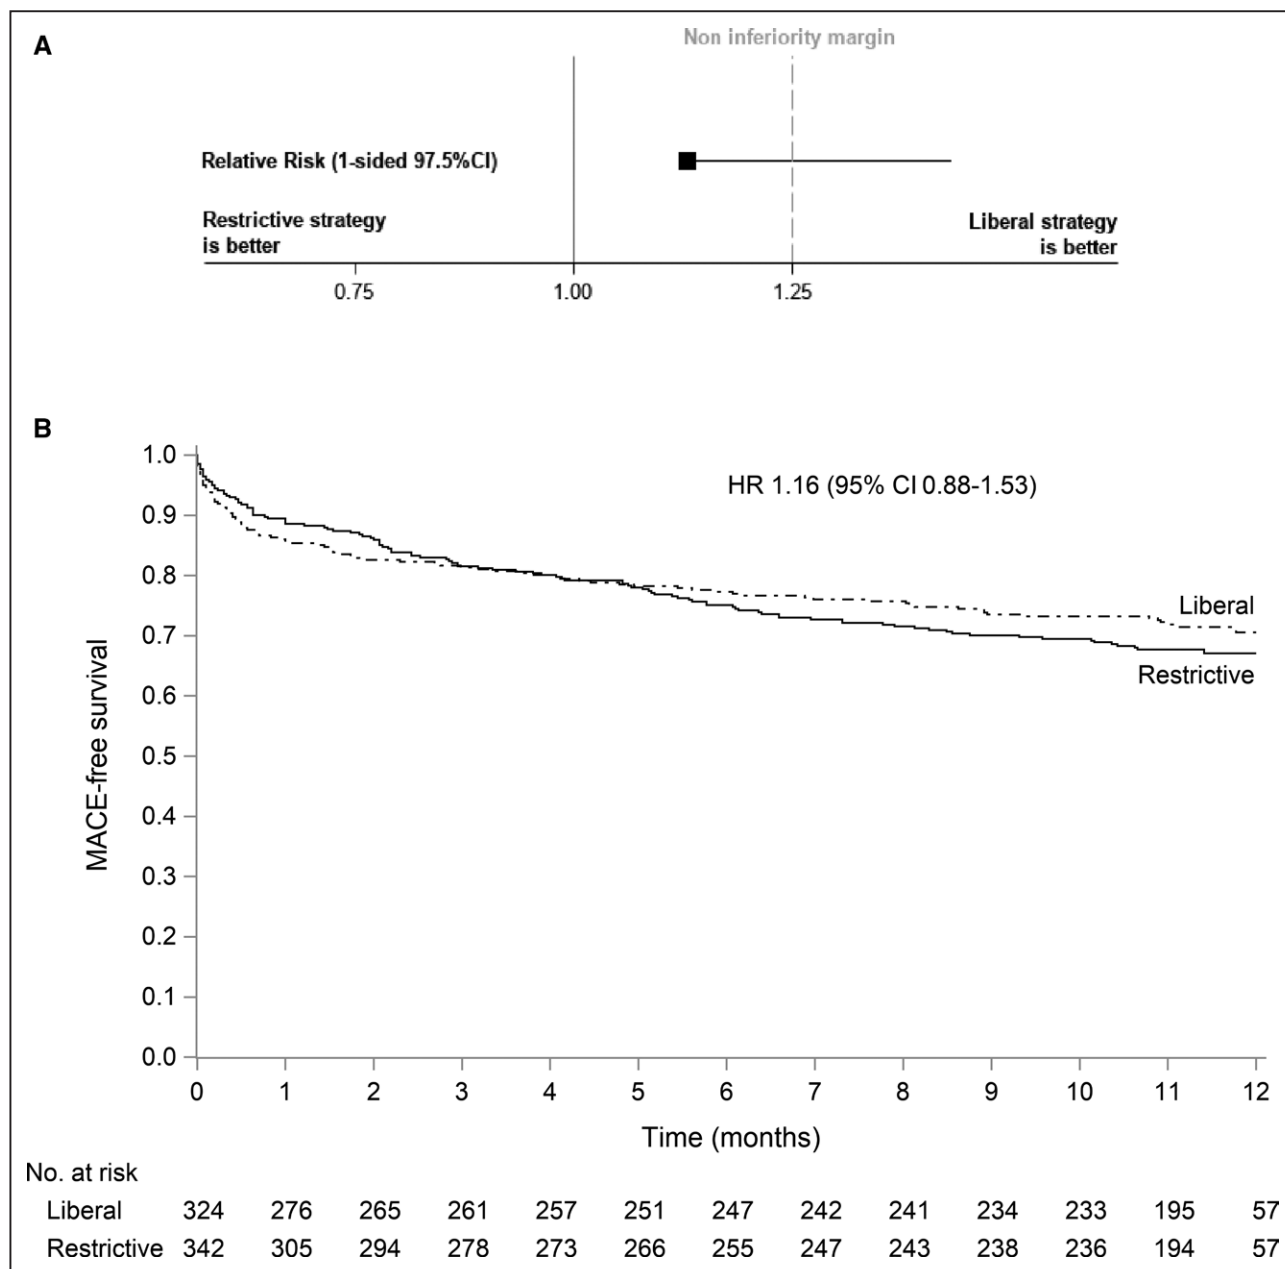 A
Non inferiority margin
Relative Risk (1-sided 97.5%CI)
Restrictive strategy
is better
Liberal strategy
is better
0.75 1.00 1.25
B
1.0
0.9
0.8
0.7
0.6
0.5
0.4
0.3
0.2
0.1
0.0
MACE-free survival
HR 1.16 (95% CI 0.88-1.53)
Liberal
Restrictive
0 1 2 3 4 5 6 7 8 9 10 11 12
Time (months)
No. at risk
Liberal 324 276 265 261 257 251 247 242 241 234 233 195 57
Restrictive 342 305 294 278 273 266 255 247 243 238 236 194 57